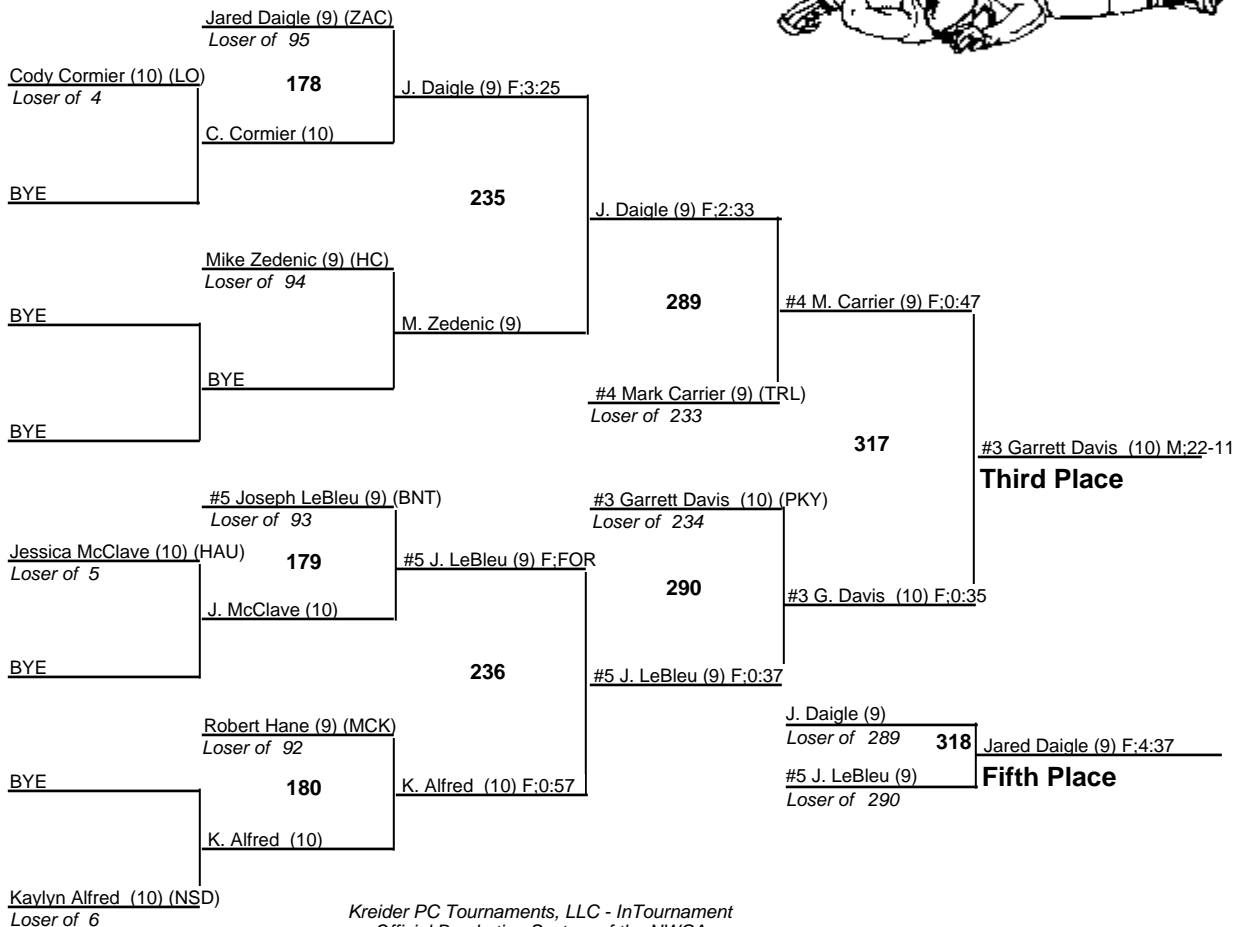 Jared Daigle (9) (ZAC)
Loser of 95
Cody Cormier (10) (LO)
Loser of 4
178
J. Daigle (9) F;3:25
C. Cormier (10)
BYE
235
J. Daigle (9) F;2:33
Mike Zedenic (9) (HC)
Loser of 94
289
#4 M. Carrier (9) F;0:47
BYE
M. Zedenic (9)
BYE
#4 Mark Carrier (9) (TRL)
Loser of 233
BYE
317
#3 Garrett Davis (10) M;22-11
Third Place
#5 Joseph LeBleu (9) (BNT)
Loser of 93
#3 Garrett Davis (10) (PKY)
Loser of 234
Jessica McClave (10) (HAU)
Loser of 5
179
#5 J. LeBleu (9) F;FOR
290
#3 G. Davis (10) F;0:35
J. McClave (10)
BYE
236
#5 J. LeBleu (9) F;0:37
Robert Hane (9) (MCK)
Loser of 92
J. Daigle (9)
Loser of 289
318
Jared Daigle (9) F;4:37
Fifth Place
#5 J. LeBleu (9)
Loser of 290
BYE
180
K. Alfred (10) F;0:57
K. Alfred (10)
Kaylyn Alfred (10) (NSD)
Loser of 6
Kreider PC Tournaments, LLC - InTournament